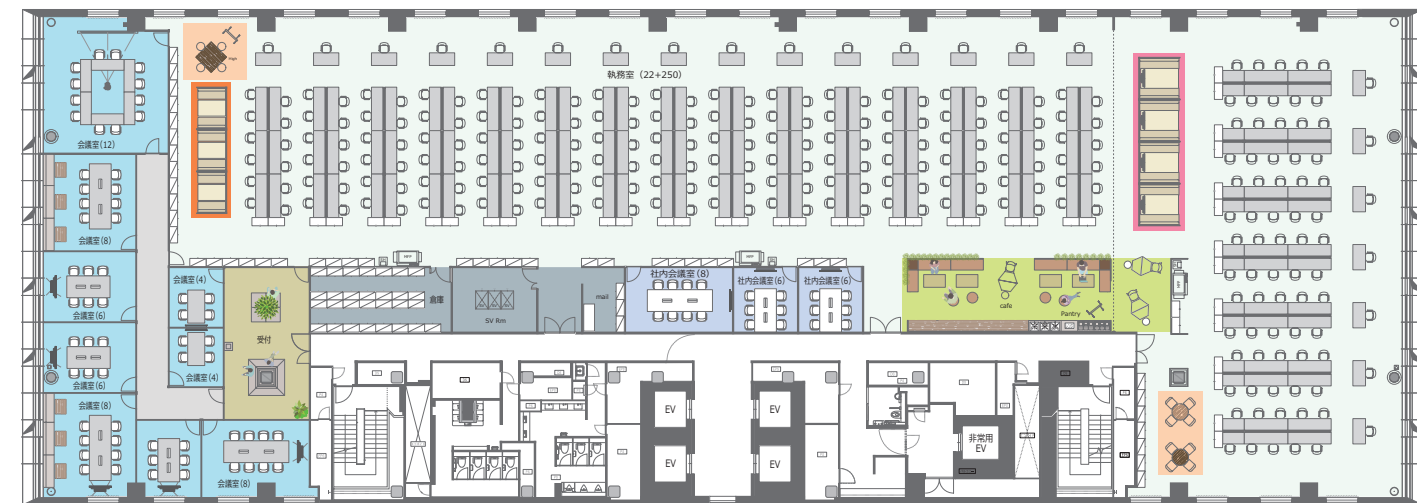 執務室（22+250）
High
会議室(12)
会議室(8)
会議室(4)
会議室(6)
受付
倉庫
SV Rm
mail
社内会議室(8)
社内会議室(6)
社内会議室(6)
cafe
Pantry
会議室(6)
会議室(4)
会議室(8)
会議室(8)
EV
EV
EV
EV
非常用
EV